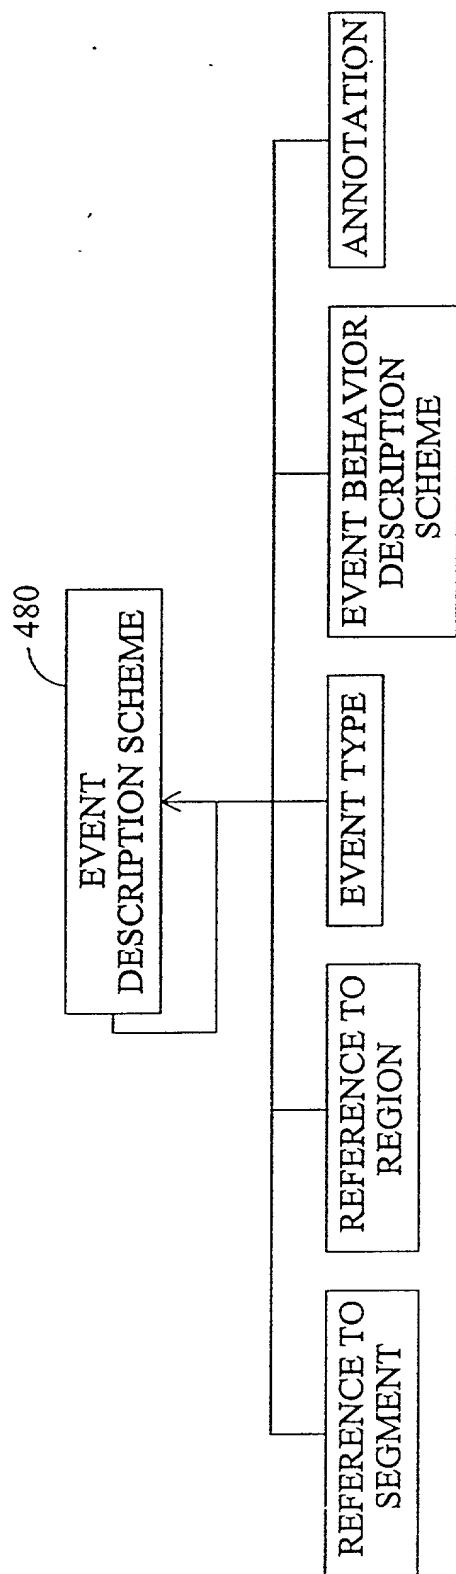 480
EVENT
DESCRIPTION SCHEME
REFERENCE TO
SEGMENT
REFERENCE TO
REGION
EVENT TYPE
EVENT BEHAVIOR
DESCRIPTION
SCHEME
ANNOTATION